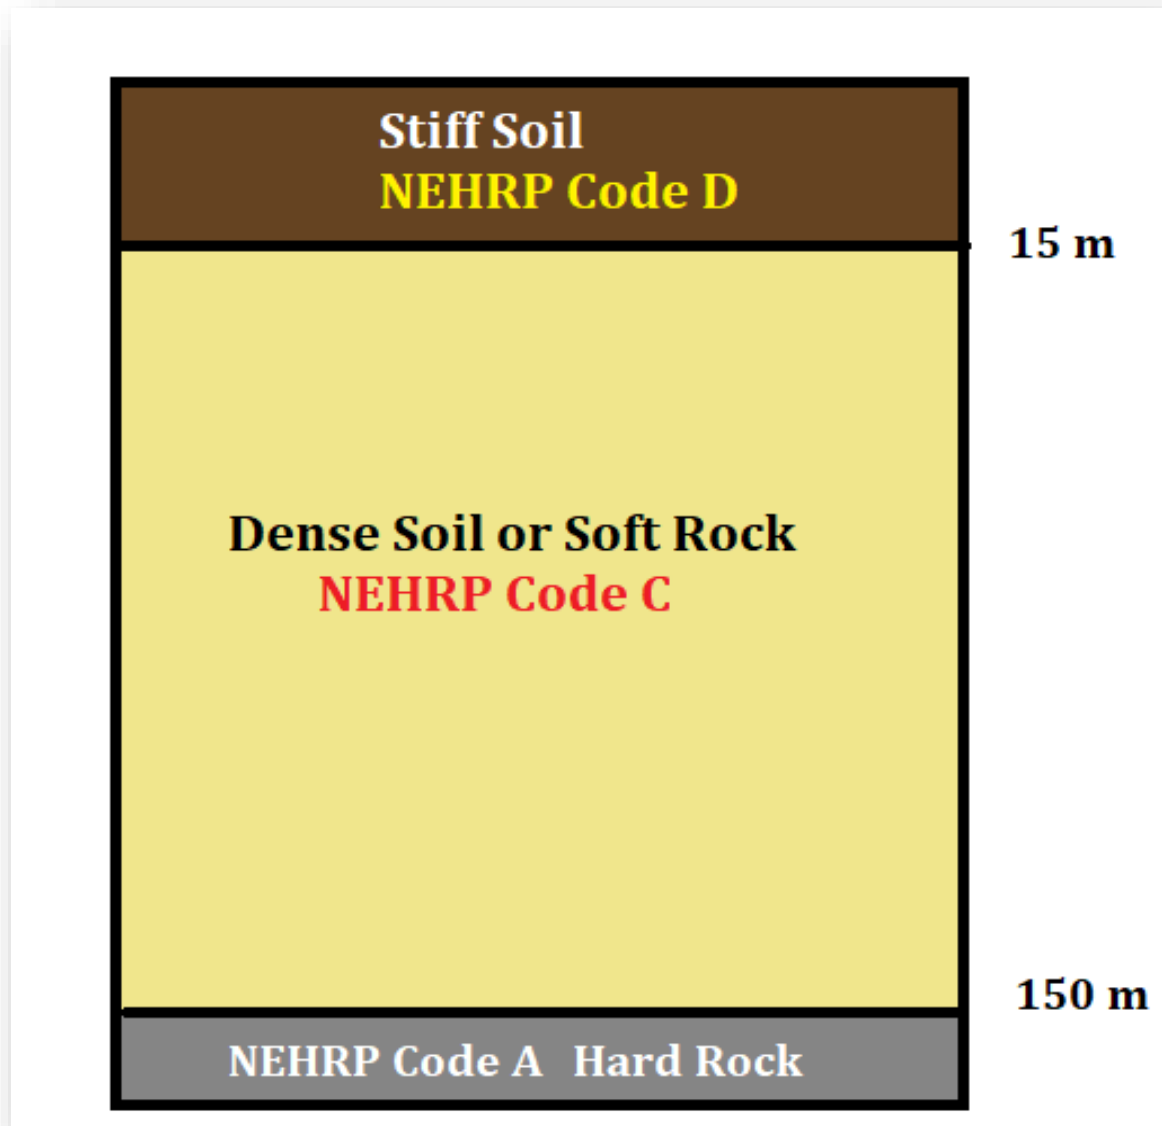 Stiff Soil
NEHRP Code D
15 m
Dense Soil or Soft Rock
NEHRP Code C
150 m
NEHRP Code A Hard Rock